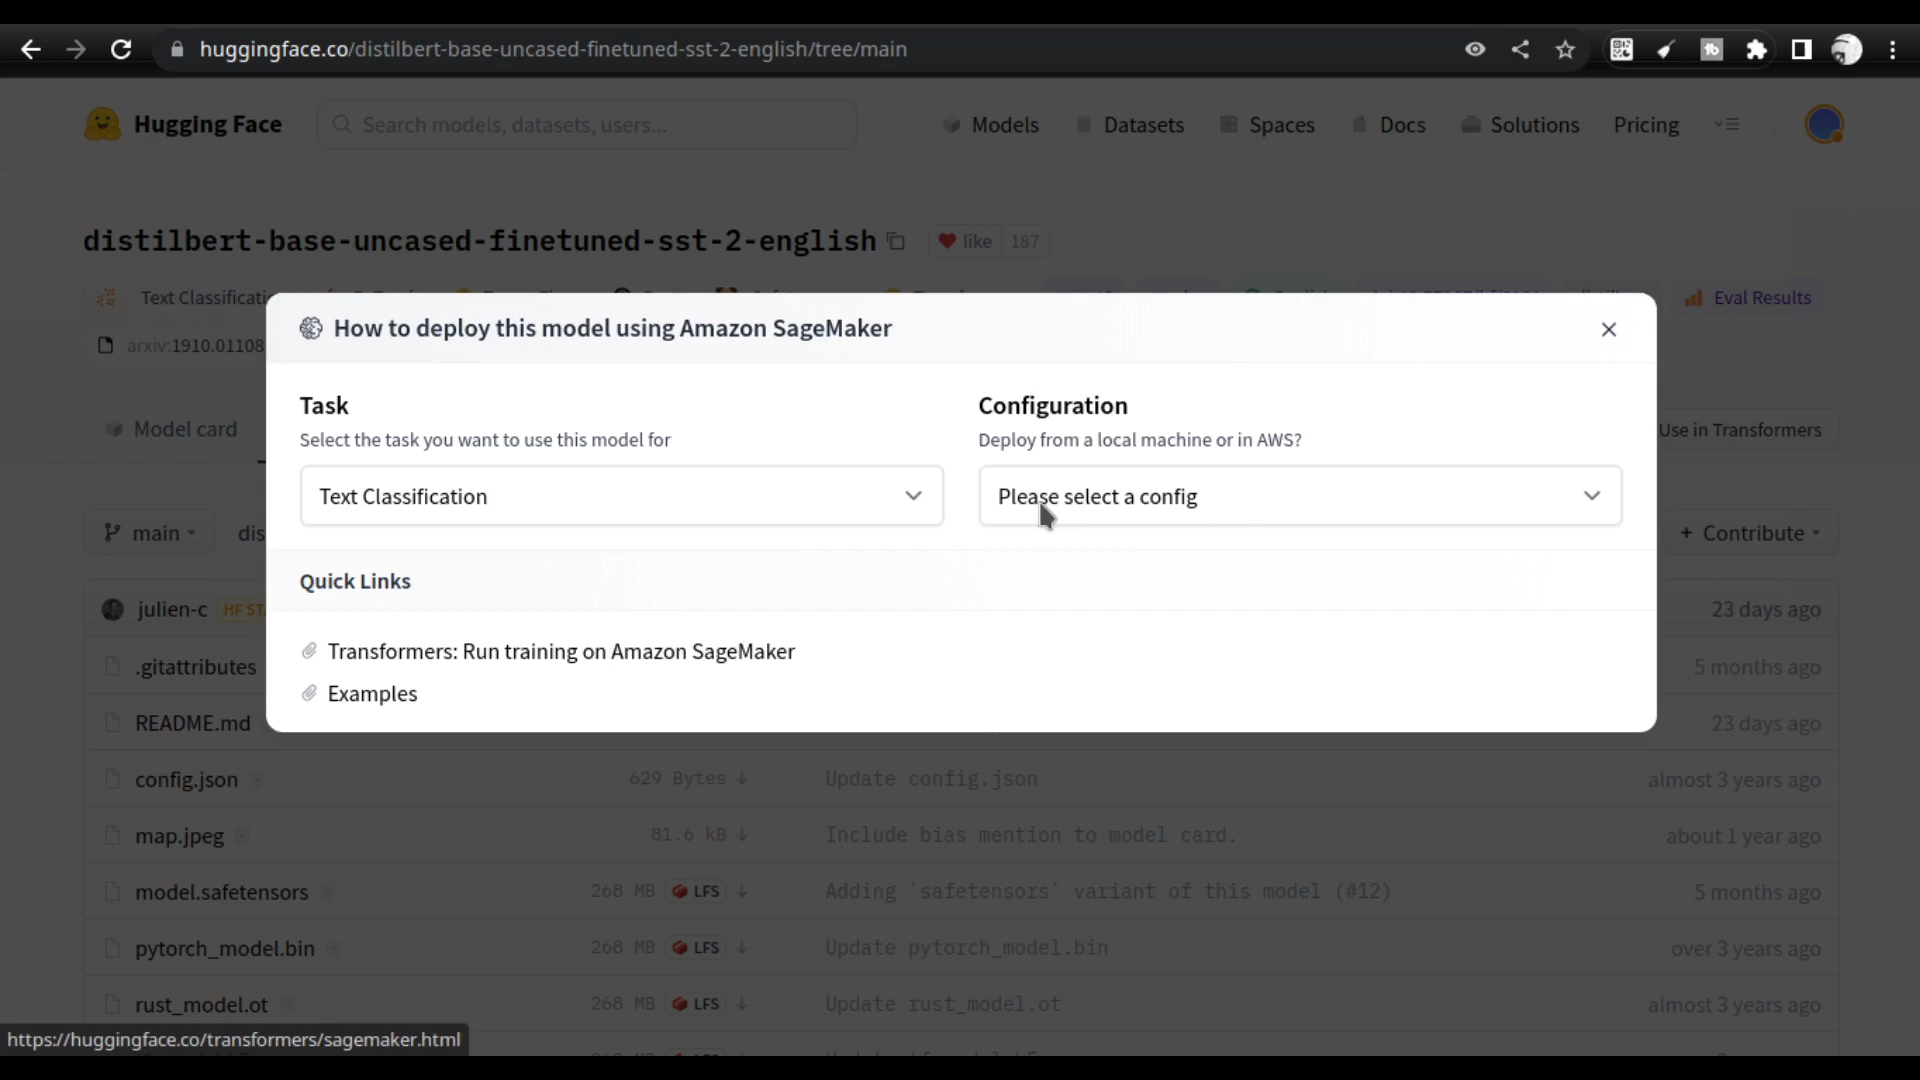 huggingface.co/distilbert-base-uncased-finetuned-sst-2-english/tree/main
Hugging Face
Search models, datasets, users...
Models
Datasets
Spaces
Docs
Solutions
Pricing
distilbert-base-uncased-finetuned-sst-2-english
like 187
Text Classificati
Eval Results
arxiv:1910.01108
How to deploy this model using Amazon SageMaker
Task
Configuration
Select the task you want to use this model for
Deploy from a local machine or in AWS?
Text Classification
Please select a config
Model card
Use in Transformers
main
dis
+ Contribute
Quick Links
julien-c HF ST
23 days ago
Transformers: Run training on Amazon SageMaker
.gitattributes
5 months ago
Examples
README.md
23 days ago
config.json 629 Bytes ↓ Update config.json almost 3 years ago
map.jpeg 81.6 kB ↓ Include bias mention to model card. about 1 year ago
model.safetensors 268 MB LFS ↓ Adding `safetensors` variant of this model (#12) 5 months ago
pytorch_model.bin 268 MB LFS ↓ Update pytorch_model.bin over 3 years ago
rust_model.ot 268 MB LFS ↓ Update rust_model.ot almost 3 years ago
https://huggingface.co/transformers/sagemaker.html